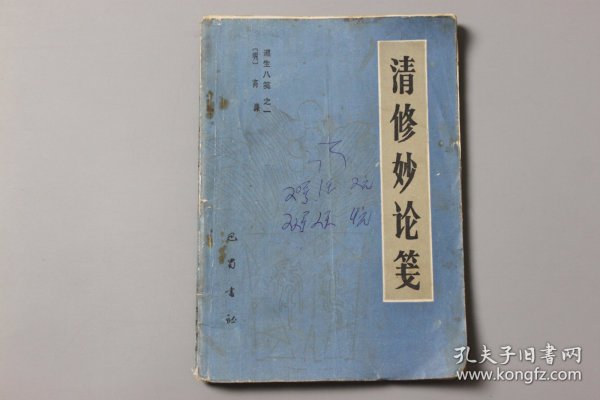 清修妙论笺
遵生八笺 之一
〔明〕高濂
巴蜀书社
孔夫子旧书网
www.kongfz.com